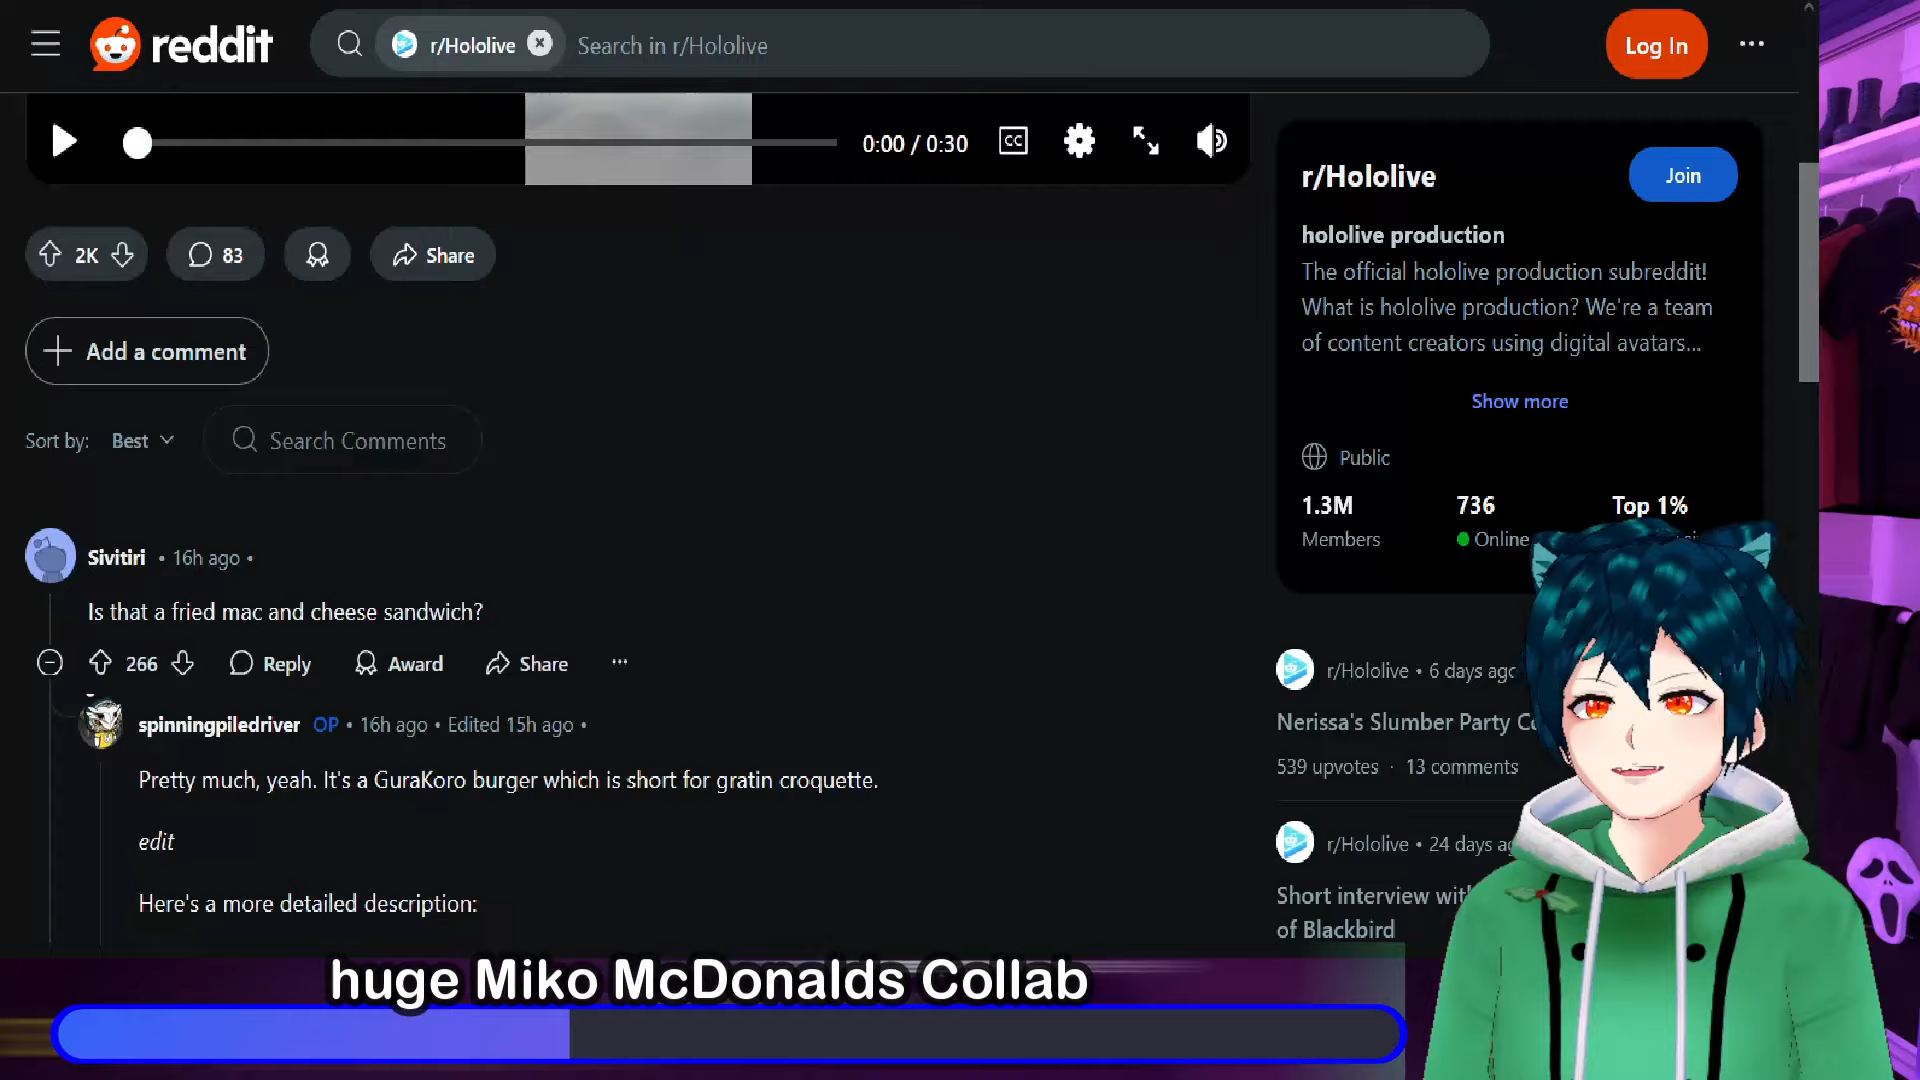 reddit
r/Hololive
Search in r/Hololive
Log In
0:00 / 0:30
CC
r/Hololive
Join
hololive production
The official hololive production subreddit!
What is hololive production? We're a team
of content creators using digital avatars...
Show more
Public
1.3M
736
Top 1%
Members
Online
2K
83
Share
Add a comment
Sort by:
Best
Search Comments
Sivitiri • 16h ago •
Is that a fried mac and cheese sandwich?
266
Reply
Award
Share
spinningpiledriver OP • 16h ago • Edited 15h ago •
Pretty much, yeah. It's a GuraKoro burger which is short for gratin croquette.
edit
Here's a more detailed description:
r/Hololive • 6 days ago
Nerissa's Slumber Party
539 upvotes · 13 comments
r/Hololive • 24 days
Short interview
of Blackbird
huge Miko McDonalds Collab